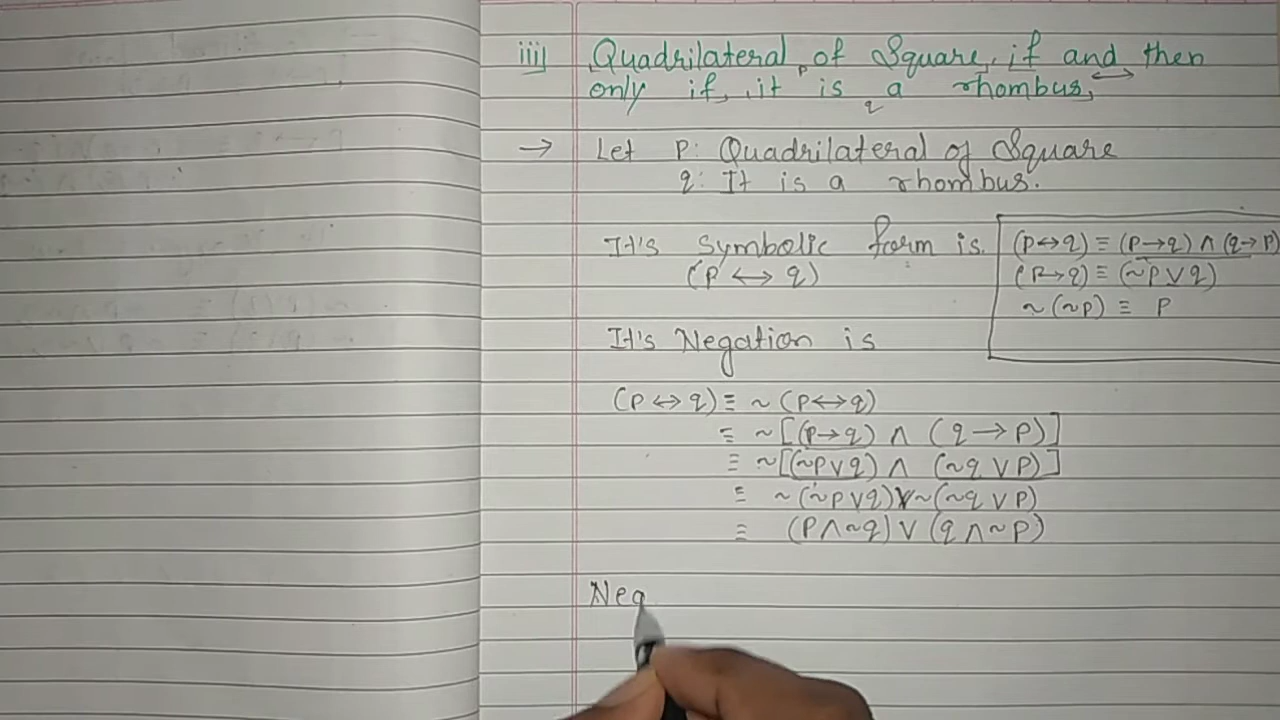 iii] Quadrilateral of Square, if and then
p
only if, it is a rhombus, ↔
q
→ Let p: Quadrilateral of Square
q: It is a rhombus.
It's Symbolic form is
(p ↔ q)
(p↔q) ≡ (p→q) ∧ (q→p)
(p→q) ≡ (~p∨q)
~(~p) ≡ p
It's Negation is
(p ↔ q) ≡ ~(p↔q)
≡ ~[(p→q) ∧ (q→p)]
≡ ~[(~p∨q) ∧ (~q∨p)]
≡ ~(~p∨q)∨~(~q∨p)
≡ (p∧~q)∨(q∧~p)
Neg